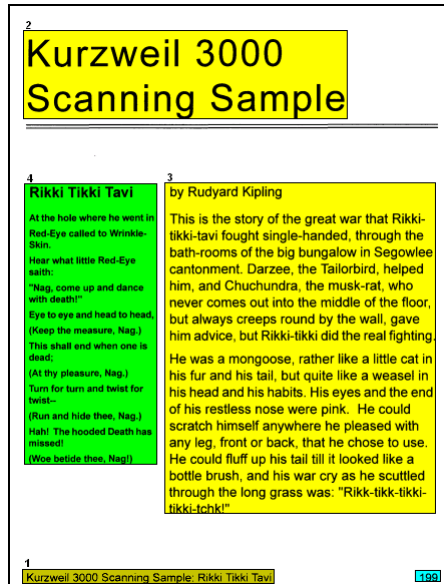 2
Kurzweil 3000
Scanning Sample
4
Rikki Tikki Tavi
At the hole where he went in
Red-Eye called to Wrinkle-
Skin.
Hear what little Red-Eye
saith:
"Nag, come up and dance
with death!"
Eye to eye and head to head,
(Keep the measure, Nag.)
This shall end when one is
dead;
(At thy pleasure, Nag.)
Turn for turn and twist for
twist--
(Run and hide thee, Nag.)
Hah! The hooded Death has
missed!
(Woe betide thee, Nag!)
3
by Rudyard Kipling
This is the story of the great war that Rikki-
tikki-tavi fought single-handed, through the
bath-rooms of the big bungalow in Segowlee
cantonment. Darzee, the Tailorbird, helped
him, and Chuchundra, the musk-rat, who
never comes out into the middle of the floor,
but always creeps round by the wall, gave
him advice, but Rikki-tikki did the real fighting.
He was a mongoose, rather like a little cat in
his fur and his tail, but quite like a weasel in
his head and his habits. His eyes and the end
of his restless nose were pink. He could
scratch himself anywhere he pleased with
any leg, front or back, that he chose to use.
He could fluff up his tail till it looked like a
bottle brush, and his war cry as he scuttled
through the long grass was: "Rikk-tikk-tikki-
tikki-tchk!"
1
Kurzweil 3000 Scanning Sample: Rikki Tikki Tavi
199